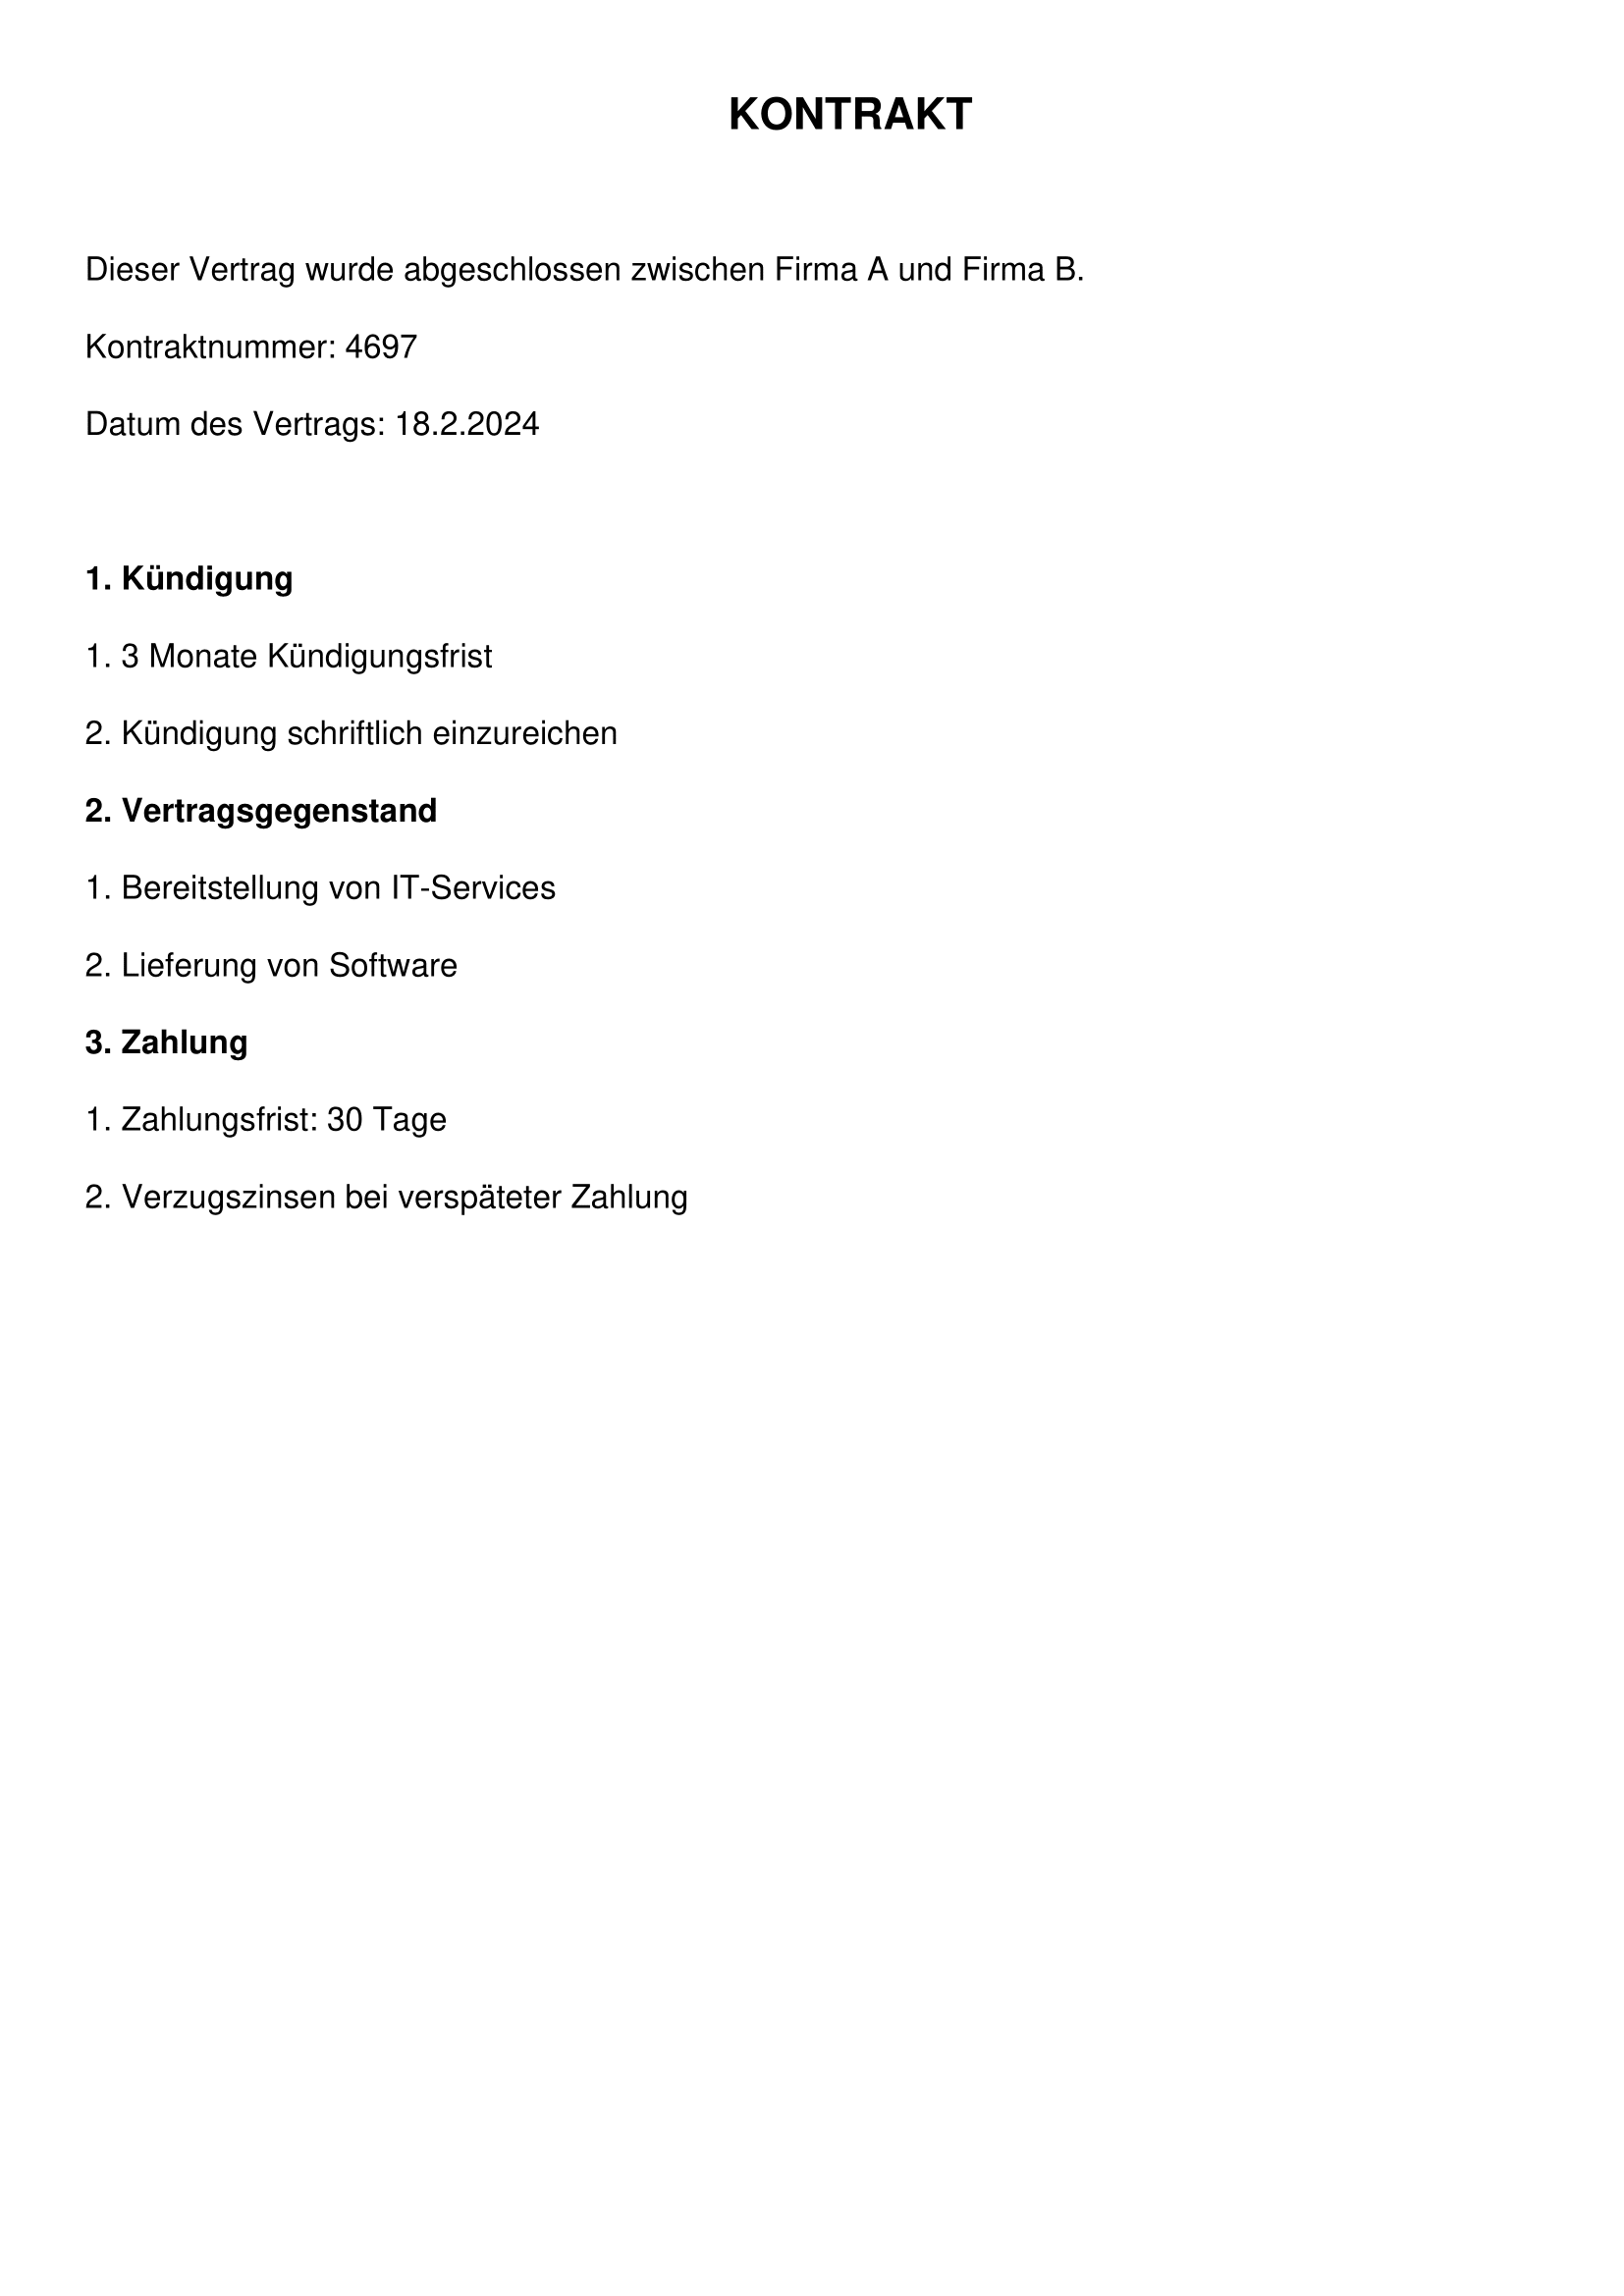 KONTRAKT
Dieser Vertrag wurde abgeschlossen zwischen Firma A und Firma B.
Kontraktnummer: 4697
Datum des Vertrags: 18.2.2024
1. Kündigung
1. 3 Monate Kündigungsfrist
2. Kündigung schriftlich einzureichen
2. Vertragsgegenstand
1. Bereitstellung von IT-Services
2. Lieferung von Software
3. Zahlung
1. Zahlungsfrist: 30 Tage
2. Verzugszinsen bei verspäteter Zahlung